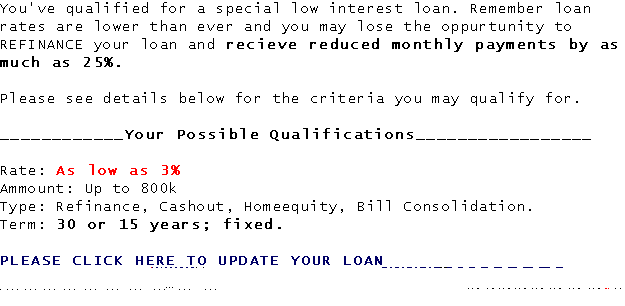 You've qualified for a special low interest loan. Remember loan
rates are lower than ever and you may lose the oppurtunity to
REFINANCE your loan and recieve reduced monthly payments by as
much as 25%.
Please see details below for the criteria you may qualify for.
____________Your Possible Qualifications_________________
Rate: As low as 3%
Ammount: Up to 800k
Type: Refinance, Cashout, Homeequity, Bill Consolidation.
Term: 30 or 15 years; fixed.
PLEASE CLICK HERE TO UPDATE YOUR LOAN